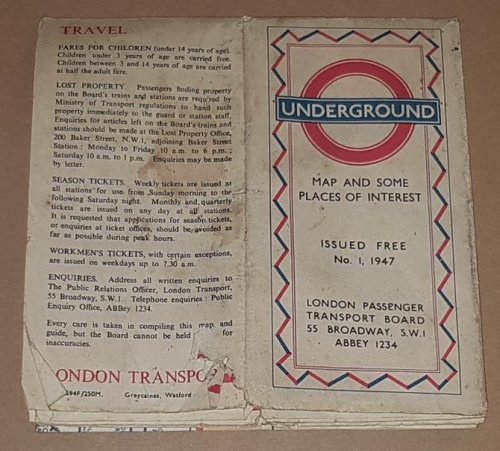 TRAVEL
FARES FOR CHILDREN (under 14 years of age).
Children under 3 years of age are carried free.
Children between 3 and 14 years of age are carried
at half the adult fare.
LOST PROPERTY. Passengers finding property
on the Board's trains and stations are required by
Ministry of Transport regulations to hand such
property immediately to the guard or station staff.
Enquiries for articles left on the Board's trains and
stations should be made at the Lost Property Office,
200 Baker Street, N.W.1, adjoining Baker Street
Station: Monday to Friday 10 a.m. to 6 p.m.;
Saturday 10 a.m. to 1 p.m. Enquiries may be made
by letter.
SEASON TICKETS. Weekly tickets are issued at
all stations for use from Sunday morning to the
following Saturday night. Monthly and quarterly
tickets are issued on any day at all stations.
It is requested that applications for season tickets,
or enquiries at ticket offices, should be avoided as
far as possible during peak hours.
WORKMEN'S TICKETS, with certain exceptions,
are issued on weekdays up to 7.30 a.m.
ENQUIRIES. Address all written enquiries to
The Public Relations Officer, London Transport,
55 Broadway, S.W.1. Telephone enquiries: Public
Enquiry Office, ABBey 1234.
Every care is taken in compiling this map and
guide, but the Board cannot be held for
inaccuracies.
ONDON TRANSPO
594F/250M. Greycaines, Watford
UNDERGROUND
MAP AND SOME
PLACES OF INTEREST
ISSUED FREE
No. 1, 1947
LONDON PASSENGER
TRANSPORT BOARD
55 BROADWAY, S.W.1
ABBEY 1234